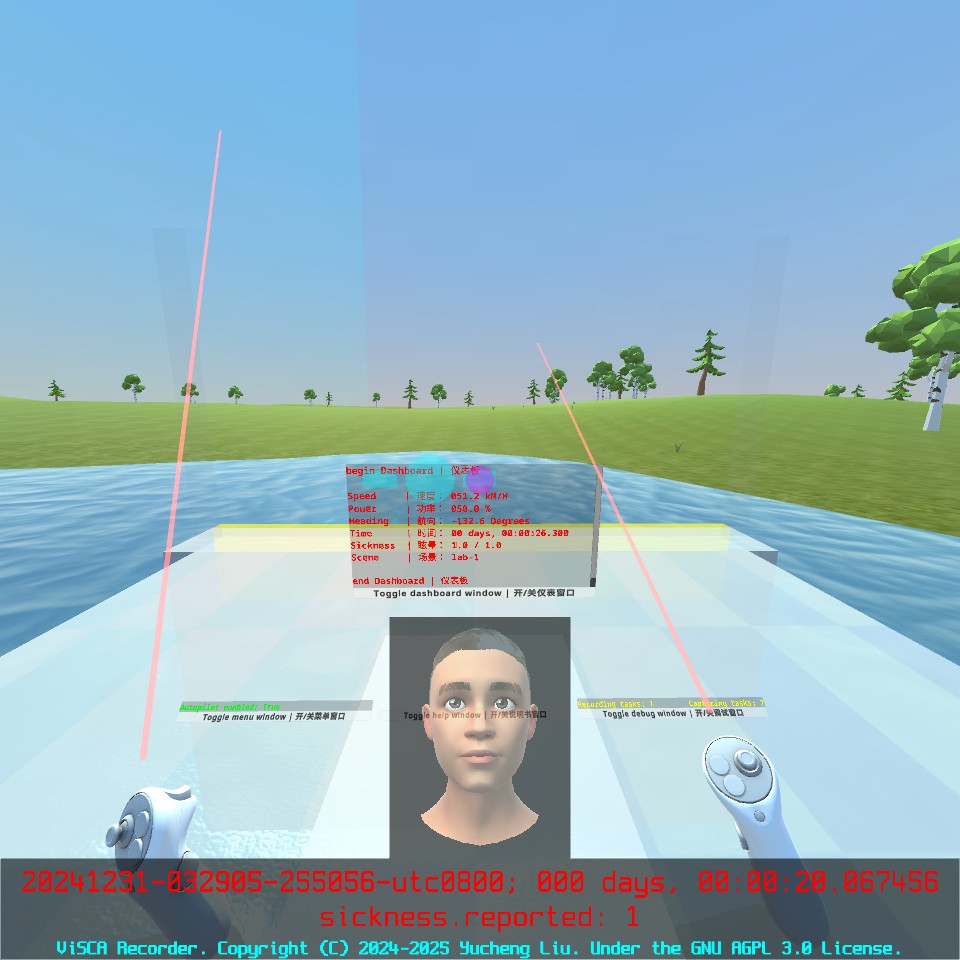 begin Dashboard | 仪表板
Speed | 速度: 051.2 kM/H
Power | 功率: 050.0 %
Heading | 航向: -132.6 Degrees
Time | 时间: 00 days, 00:00:26.300
Sickness | 眩晕: 1.0 / 1.0
Scene | 场景: lab-1
end Dashboard | 仪表板
Toggle dashboard window | 开/关仪表窗口
Autopilot enabled: True
Toggle menu window | 开/关菜单窗口
Toggle help window | 开/关说明书窗口
Recording tasks: 7 Capturing tasks: 7
Toggle debug window | 开/关调试窗口
20241231-032905-255056-utc0800; 000 days, 00:00:20.067456
sickness.reported: 1
ViSCA Recorder. Copyright (C) 2024-2025 Yucheng Liu. Under the GNU AGPL 3.0 License.